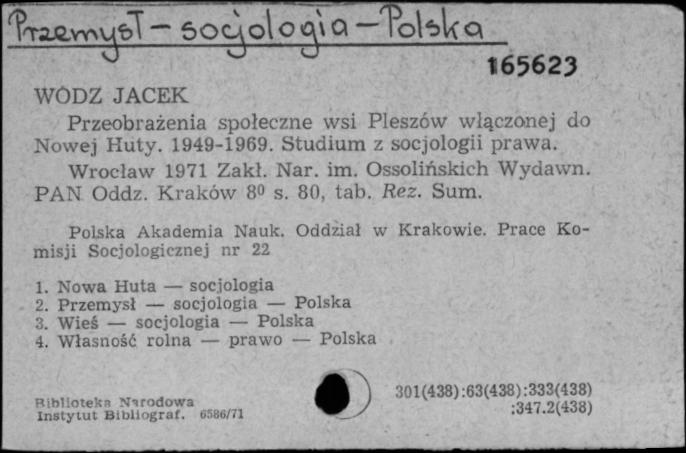 Przemysł – socjologia – Polska
165623
WÓDZ JACEK
Przeobrażenia społeczne wsi Pleszów włączonej do
Nowej Huty. 1949-1969. Studium z socjologii prawa.
Wrocław 1971 Zakł. Nar. im. Ossolińskich Wydawn.
PAN Oddz. Kraków 8⁰ s. 80, tab. Rez. Sum.
Polska Akademia Nauk. Oddział w Krakowie. Prace Ko-
misji Socjologicznej nr 22
1. Nowa Huta — socjologia
2. Przemysł — socjologia — Polska
3. Wieś — socjologia — Polska
4. Własność rolna — prawo — Polska
301(438):63(438):333(438)
:347.2(438)
Biblioteka Narodowa
Instytut Bibliograf. 6586/71